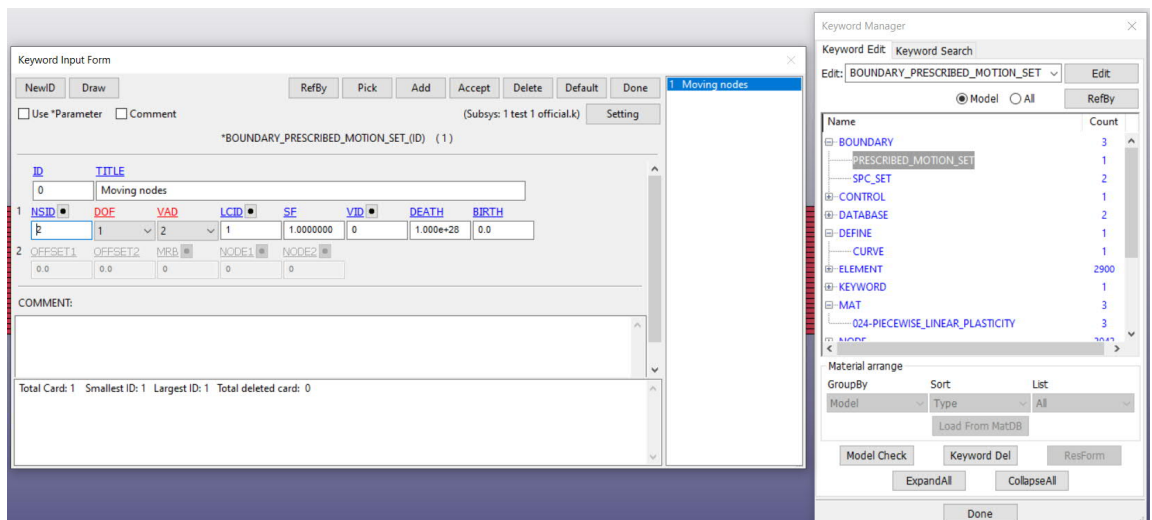 Keyword Input Form
NewID Draw RefBy Pick Add Accept Delete Default Done
Use *Parameter Comment (Subsys: 1 test 1 official.k) Setting
*BOUNDARY_PRESCRIBED_MOTION_SET_(ID) (1)
ID TITLE
0 Moving nodes
1 NSID DOF VAD LCID SF VID DEATH BIRTH
2 1 2 1 1.0000000 0 1.000e+28 0.0
2 OFFSET1 OFFSET2 MRB NODE1 NODE2
0.0 0.0 0 0 0
COMMENT:
Total Card: 1 Smallest ID: 1 Largest ID: 1 Total deleted card: 0
1 Moving nodes
Keyword Manager
Keyword Edit Keyword Search
Edit: BOUNDARY_PRESCRIBED_MOTION_SET Edit
Model All RefBy
Name Count
BOUNDARY 3
PRESCRIBED_MOTION_SET 1
SPC_SET 2
CONTROL 1
DATABASE 2
DEFINE 1
CURVE 1
ELEMENT 2900
KEYWORD 1
MAT 3
024-PIECEWISE_LINEAR_PLASTICITY 3
NODE 3042
Material arrange
GroupBy Sort List
Model Type All
Load From MatDB
Model Check Keyword Del ResForm
ExpandAll CollapseAll
Done